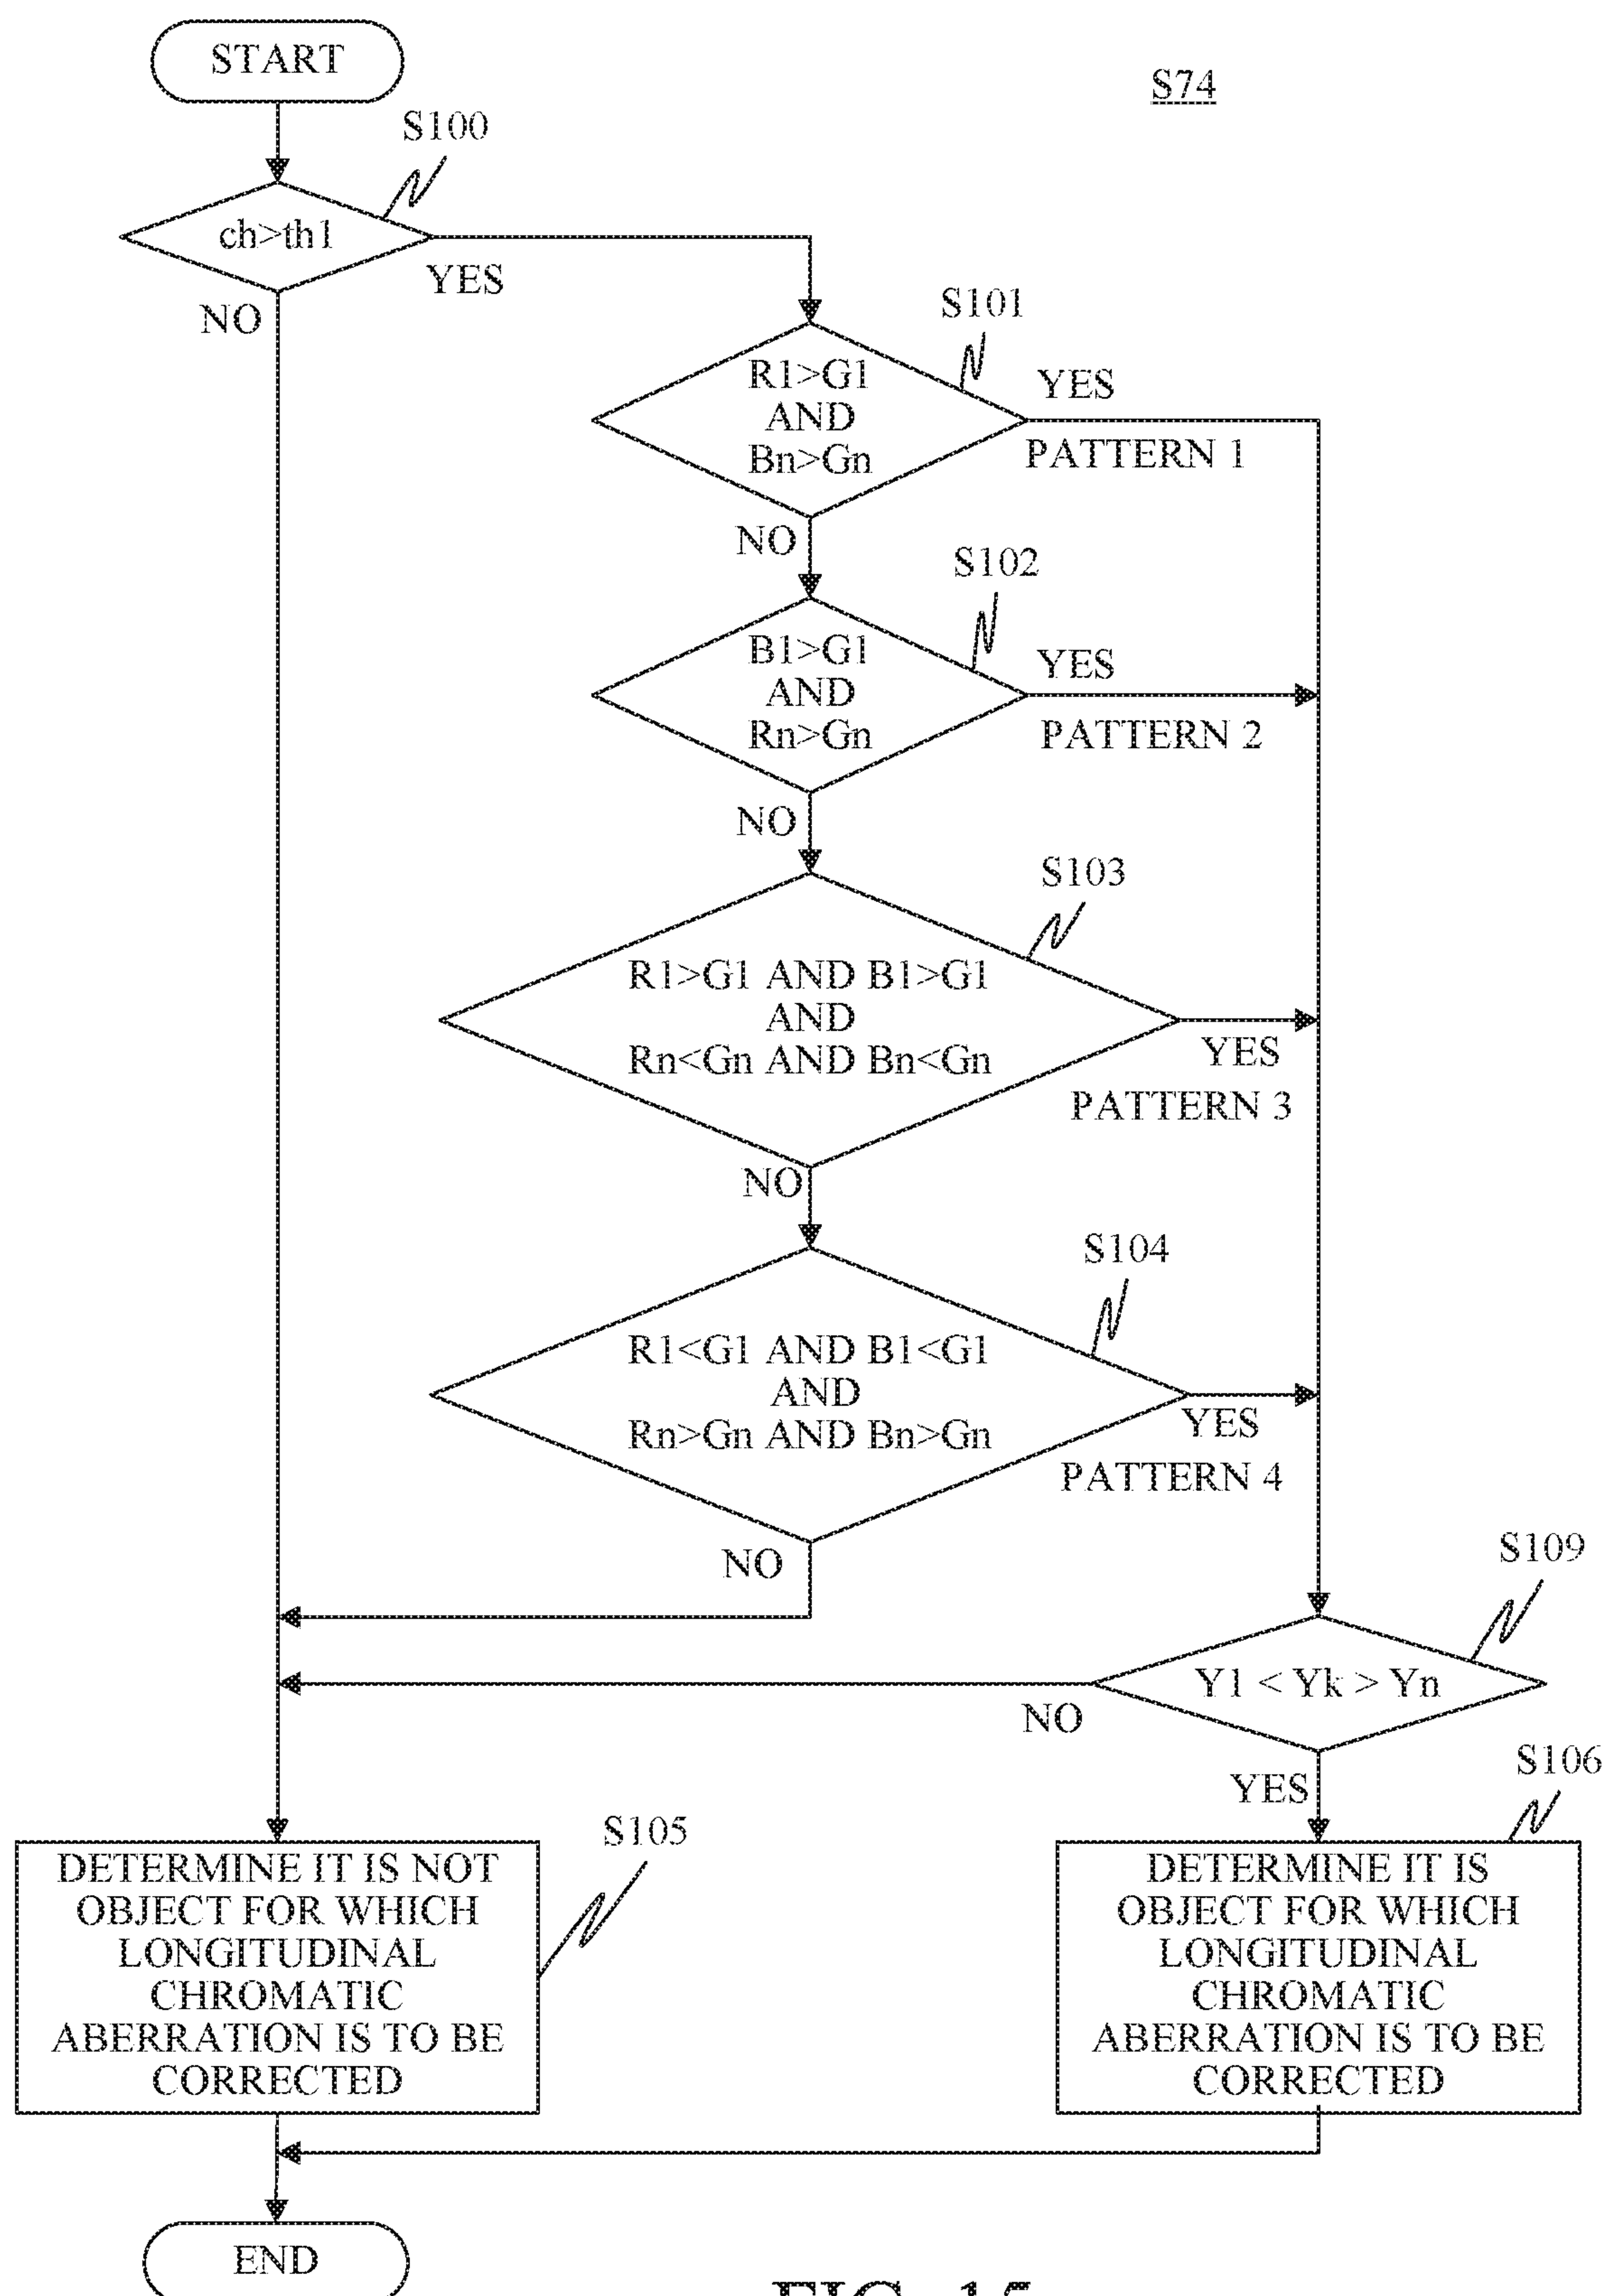 START
S74
S100
ch>th1
YES
NO
S101
R1>G1
AND
Bn>Gn
YES
PATTERN 1
NO
S102
B1>G1
AND
Rn>Gn
YES
PATTERN 2
NO
S103
R1>G1 AND B1>G1
AND
Rn<Gn AND Bn<Gn
YES
PATTERN 3
NO
S104
R1<G1 AND B1<G1
AND
Rn>Gn AND Bn>Gn
YES
PATTERN 4
NO
S109
Y1 < Yk > Yn
NO
YES
S106
S105
DETERMINE IT IS NOT
OBJECT FOR WHICH
LONGITUDINAL
CHROMATIC
ABERRATION IS TO BE
CORRECTED
DETERMINE IT IS
OBJECT FOR WHICH
LONGITUDINAL
CHROMATIC
ABERRATION IS TO BE
CORRECTED
END
FIG. 15